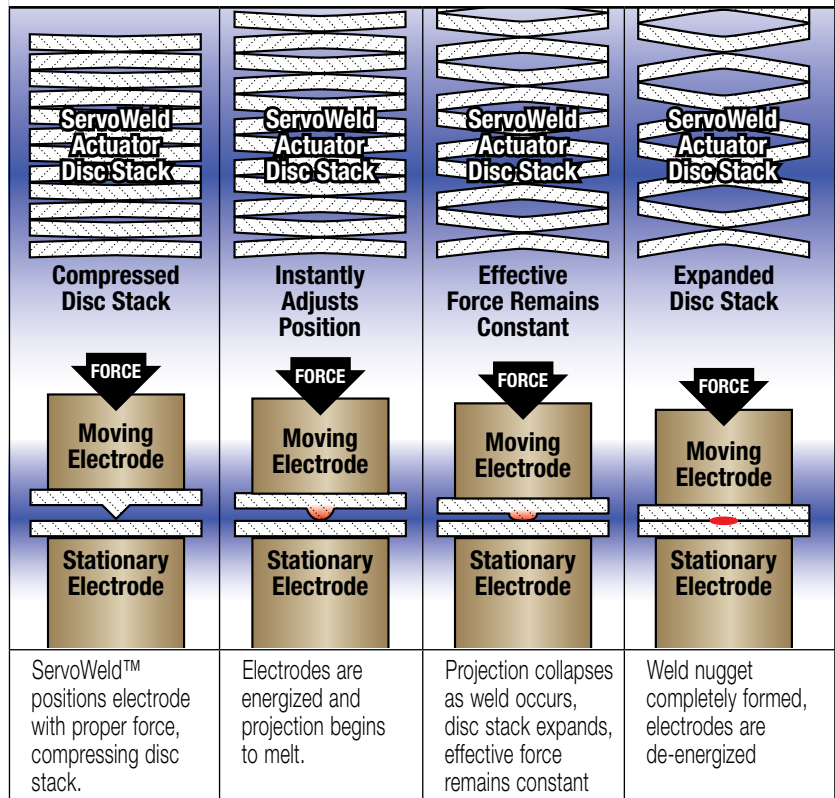 ServoWeld
Actuator
Disc Stack
Compressed
Disc Stack
FORCE
Moving
Electrode
Stationary
Electrode
ServoWeld™
positions electrode
with proper force,
compressing disc
stack.
ServoWeld
Actuator
Disc Stack
Instantly
Adjusts
Position
FORCE
Moving
Electrode
Stationary
Electrode
Electrodes are
energized and
projection begins
to melt.
ServoWeld
Actuator
Disc Stack
Effective
Force Remains
Constant
FORCE
Moving
Electrode
Stationary
Electrode
Projection collapses
as weld occurs,
disc stack expands,
effective force
remains constant
ServoWeld
Actuator
Disc Stack
Expanded
Disc Stack
FORCE
Moving
Electrode
Stationary
Electrode
Weld nugget
completely formed,
electrodes are
de-energized